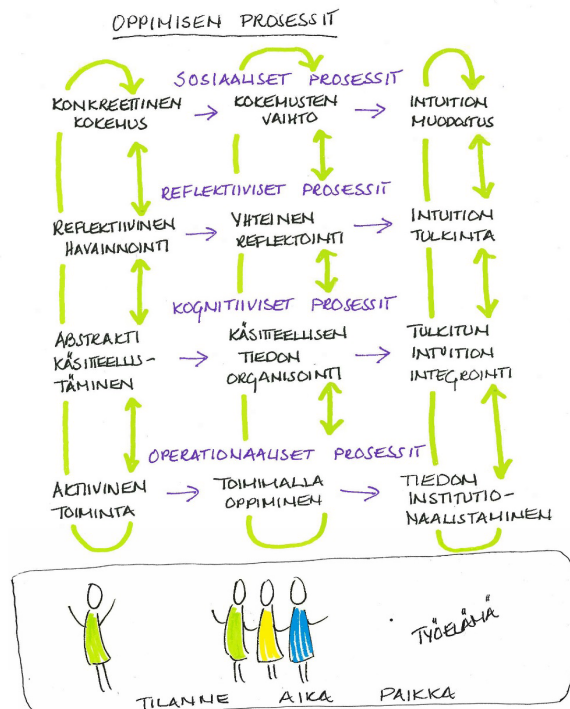 OPPIMISEN PROSESSIT
SOSIAALISET PROSESSIT
KONKREETTINEN
KOKEMUS
KOKEMUSTEN
VAIHTO
INTUITION
MUODOSTUS
REFLEKTIIVISET PROSESSIT
REFLEKTIIVINEN
HAVAINNOINTI
YHTEINEN
REFLEKTOINTI
INTUITION
TULKINTA
KOGNITIIVISET PROSESSIT
ABSTRAKTI
KÄSITTEELLIS-
TÄMINEN
KÄSITTEELLISEN
TIEDON
ORGANISOINTI
TULKITUN
INTUITION
INTEGROINTI
OPERATIONAALISET PROSESSIT
AKTIIVINEN
TOIMINTA
TOIMIMALLA
OPPIMINEN
TIEDON
INSTITUTIO-
NAALISTAMINEN
TYÖELÄMÄ
TILANNE AIKA PAIKKA